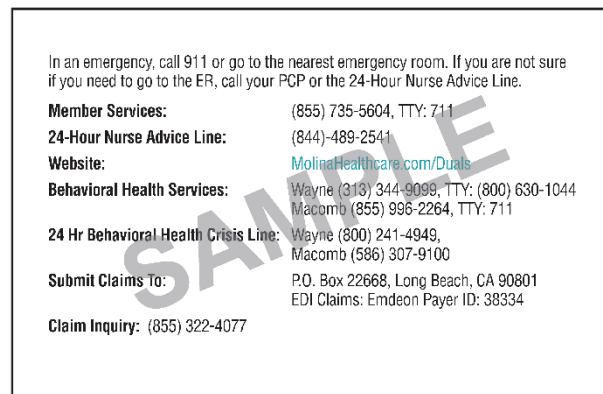 In an emergency, call 911 or go to the nearest emergency room. If you are not sure
if you need to go to the ER, call your PCP or the 24-Hour Nurse Advice Line.
Member Services: (855) 735-5604, TTY: 711
24-Hour Nurse Advice Line: (844)-489-2541
Website: MolinaHealthcare.com/Duals
Behavioral Health Services: Wayne (313) 344-9099, TTY: (800) 630-1044
Macomb (855) 996-2264, TTY: 711
24 Hr Behavioral Health Crisis Line: Wayne (800) 241-4949,
Macomb (586) 307-9100
Submit Claims To: P.O. Box 22668, Long Beach, CA 90801
EDI Claims: Emdeon Payer ID: 38334
Claim Inquiry: (855) 322-4077
SAMPLE